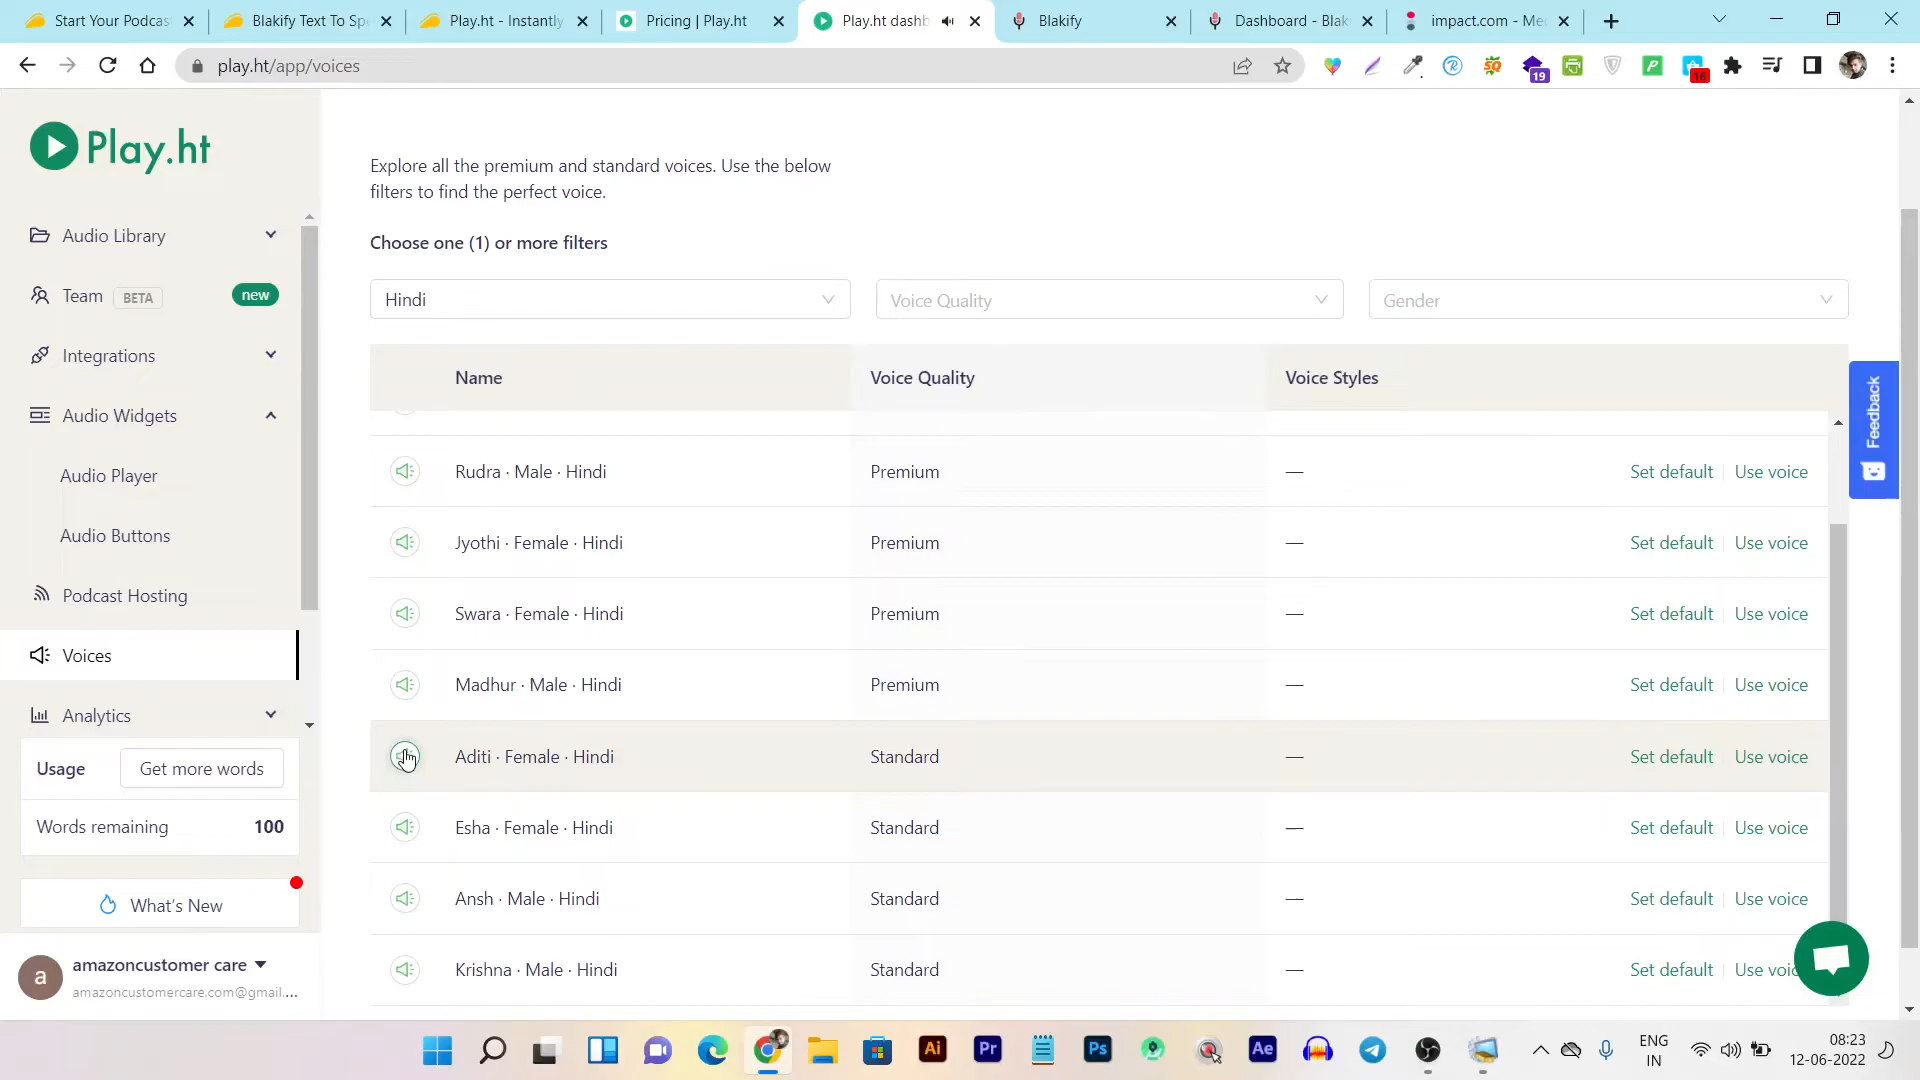 Start Your Podcas
Blakify Text To Sp
Play.ht - Instantly
Pricing | Play.ht
Play.ht dashb
Blakify
Dashboard - Blak
impact.com - Me
play.ht/app/voices
19
16
Play.ht
Audio Library
Team BETA new
Integrations
Audio Widgets
Audio Player
Audio Buttons
Podcast Hosting
Voices
Analytics
Usage Get more words
Words remaining 100
What's New
a
amazoncustomer care
amazoncustomercare.com@gmail....
Explore all the premium and standard voices. Use the below
filters to find the perfect voice.
Choose one (1) or more filters
Hindi Voice Quality Gender
Name Voice Quality Voice Styles
Rudra · Male · Hindi Premium — Set default Use voice
Jyothi · Female · Hindi Premium — Set default Use voice
Swara · Female · Hindi Premium — Set default Use voice
Madhur · Male · Hindi Premium — Set default Use voice
Aditi · Female · Hindi Standard — Set default Use voice
Esha · Female · Hindi Standard — Set default Use voice
Ansh · Male · Hindi Standard — Set default Use voice
Krishna · Male · Hindi Standard — Set default Use voic
Feedback
Ai
Pr
Ps
Ae
ENG
IN
08:23
12-06-2022